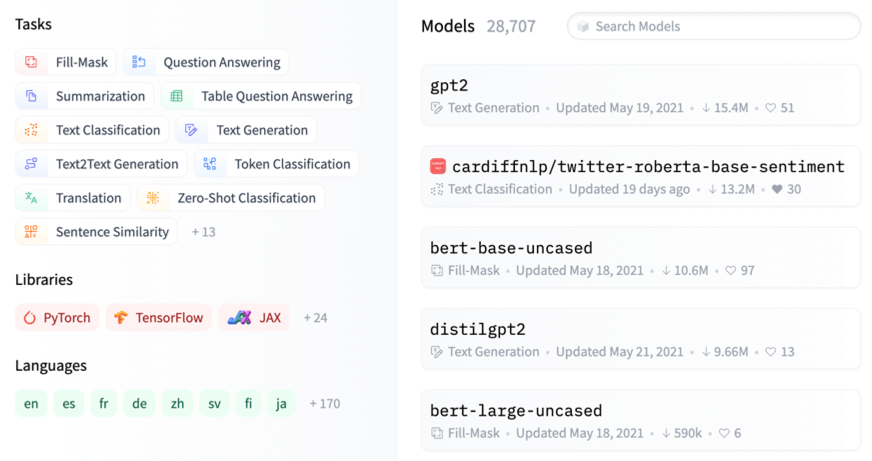 Tasks
Fill-Mask
Question Answering
Summarization
Table Question Answering
Text Classification
Text Generation
Text2Text Generation
Token Classification
Translation
Zero-Shot Classification
Sentence Similarity
+ 13
Libraries
PyTorch
TensorFlow
JAX
+ 24
Languages
en es fr de zh sv fi ja + 170
Models 28,707
Search Models
gpt2
Text Generation • Updated May 19, 2021 • ↓ 15.4M • ♡ 51
cardiffnlp/twitter-roberta-base-sentiment
Text Classification • Updated 19 days ago • ↓ 13.2M • ♥ 30
bert-base-uncased
Fill-Mask • Updated May 18, 2021 • ↓ 10.6M • ♡ 97
distilgpt2
Text Generation • Updated May 21, 2021 • ↓ 9.66M • ♡ 13
bert-large-uncased
Fill-Mask • Updated May 18, 2021 • ↓ 590k • ♡ 6